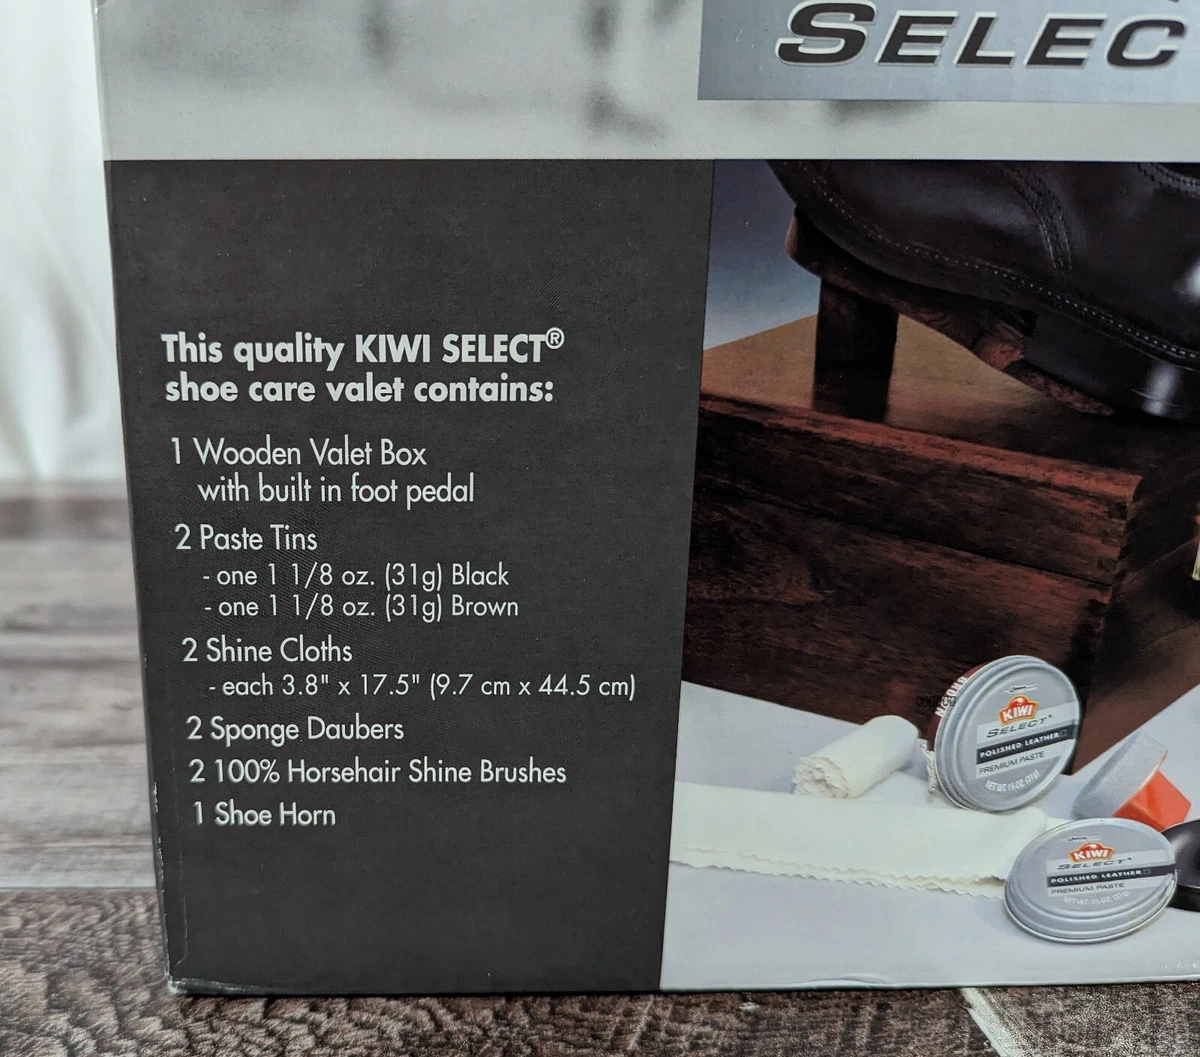 SELEC
This quality KIWI SELECT®
shoe care valet contains:
1 Wooden Valet Box
with built in foot pedal
2 Paste Tins
- one 1 1/8 oz. (31g) Black
- one 1 1/8 oz. (31g) Brown
2 Shine Cloths
- each 3.8" x 17.5" (9.7 cm x 44.5 cm)
2 Sponge Daubers
2 100% Horsehair Shine Brushes
1 Shoe Horn
KIWI
SELECT
POLISHED LEATHER
PREMIUM PASTE
KIWI
SELECT
POLISHED LEATHER
PREMIUM PASTE